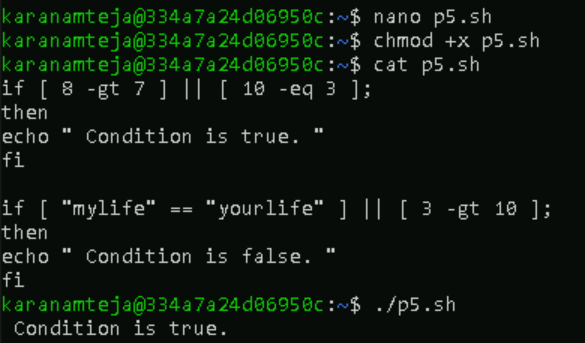 karanamteja@334a7a24d06950c:~$ nano p5.sh
karanamteja@334a7a24d06950c:~$ chmod +x p5.sh
karanamteja@334a7a24d06950c:~$ cat p5.sh
if [ 8 -gt 7 ] || [ 10 -eq 3 ];
then
echo " Condition is true. "
fi

if [ "mylife" == "yourlife" ] || [ 3 -gt 10 ];
then
echo " Condition is false. "
fi
karanamteja@334a7a24d06950c:~$ ./p5.sh
 Condition is true.